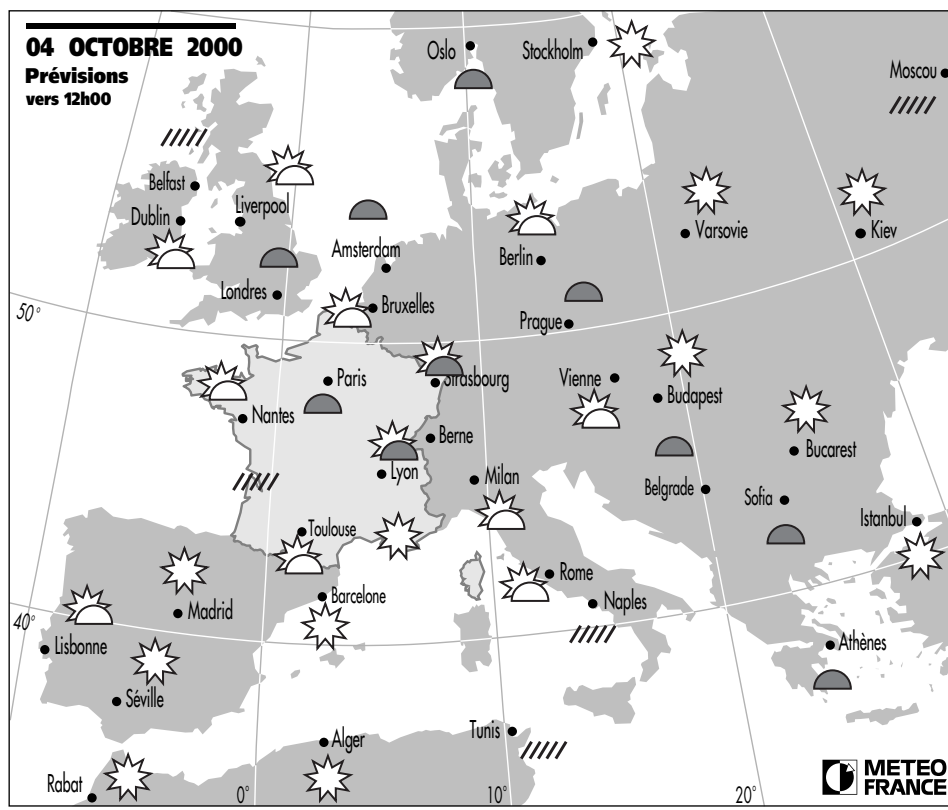 04 OCTOBRE 2000
Prévisions
vers 12h00
Oslo
Stockholm
Moscou
Belfast
Dublin
Liverpool
Amsterdam
Londres
Bruxelles
Berlin
Varsovie
Kiev
50°
Prague
Paris
Strasbourg
Vienne
Budapest
Nantes
Berne
Lyon
Milan
Bucarest
Belgrade
Sofia
Istanbul
Toulouse
Rome
Barcelone
Naples
Madrid
40°
Lisbonne
Athènes
Séville
Tunis
Alger
Rabat
0°
10°
20°
METEO
FRANCE